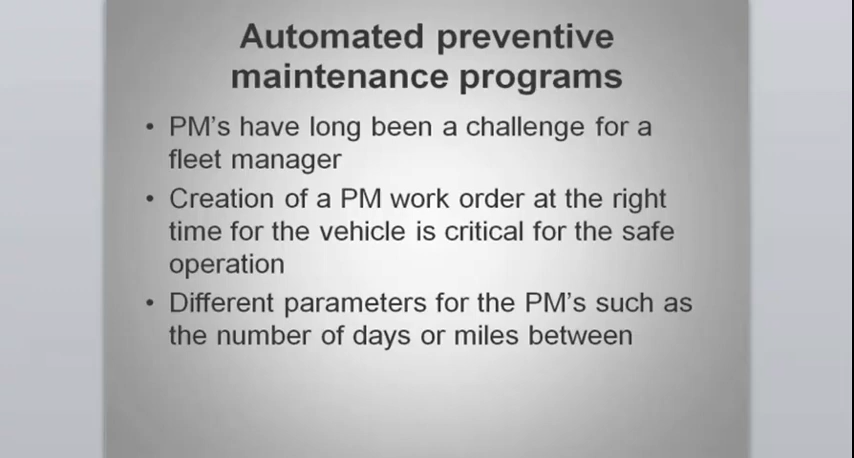 Automated preventive
maintenance programs
• PM's have long been a challenge for a
fleet manager
• Creation of a PM work order at the right
time for the vehicle is critical for the safe
operation
• Different parameters for the PM's such as
the number of days or miles between